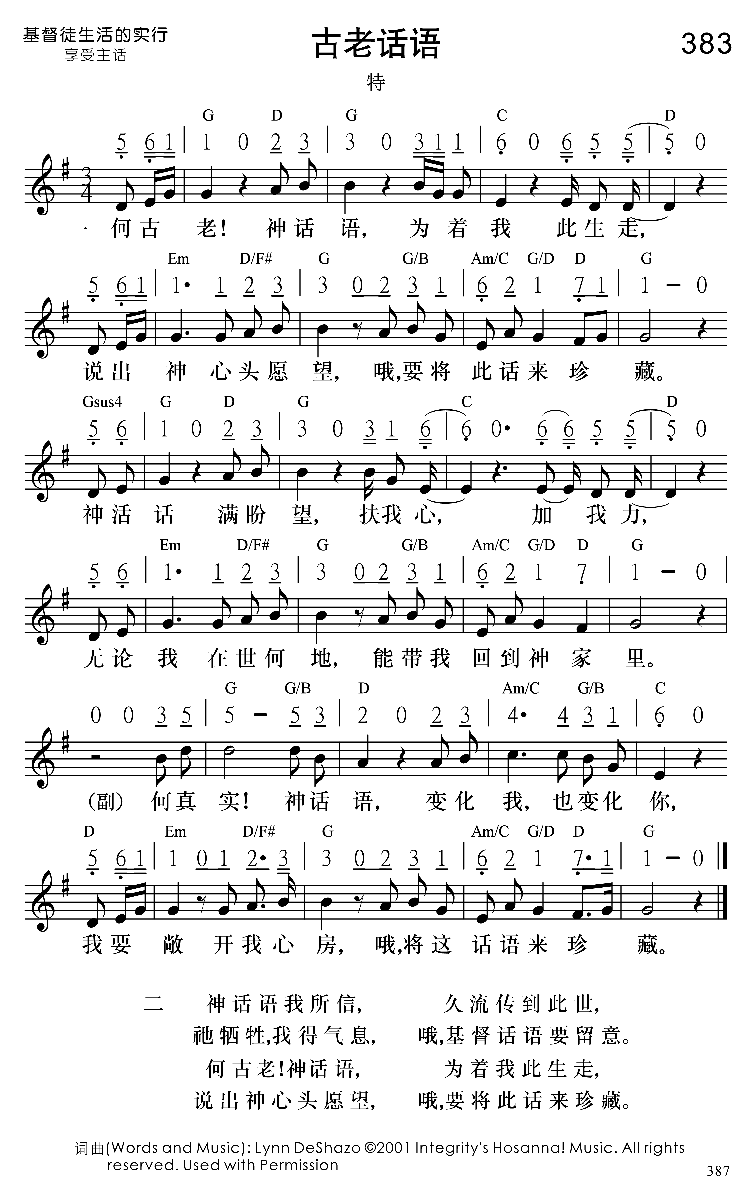 基督徒生活的实行 古老话语 383
享受主话
特
G D G C D
5 6 1 | 1 0 2 3 | 3 0 3 1 1 | 6 0 6 5 5 | 5 0
3
4
· 何古 老! 神话 语, 为 着 我 此生走,
Em D/F# G G/B Am/C G/D D G
5 6 1 | 1· 1 2 3 | 3 0 2 3 1 | 6 2 1 7 1 | 1 – 0
说出 神 心头愿 望, 哦,要将 此话来珍 藏。
Gsus4 G D G C D
5 6 | 1 0 2 3 | 3 0 3 1 6 | 6 0· 6 6 5 5 | 5 0
神活 话 满盼 望, 扶我心, 加 我力,
Em D/F# G G/B Am/C G/D D G
5 6 | 1· 1 2 3 | 3 0 2 3 1 | 6 2 1 7 | 1 – 0
无论 我 在世何 地, 能带我 回到神家 里。
G G/B D Am/C G/B C
0 0 3 5 | 5 – 5 3 | 2 0 2 3 | 4· 4 3 1 | 6 0
(副) 何真 实! 神话 语, 变化 我, 也变化 你,
D Em D/F# G Am/C G/D D G
5 6 1 | 1 0 1 2· 3 | 3 0 2 3 1 | 6 2 1 7· 1 | 1 – 0
我要 敞 开我心 房, 哦,将这 话语来珍 藏。
二 神话语我所信, 久流传到此世,
祂牺牲,我得气息, 哦,基督话语要留意。
何古老!神话语, 为着我此生走,
说出神心头愿望, 哦,要将此话来珍藏。
词曲(Words and Music): Lynn DeShazo ©2001 Integrity's Hosanna! Music. All rights
reserved. Used with Permission
387